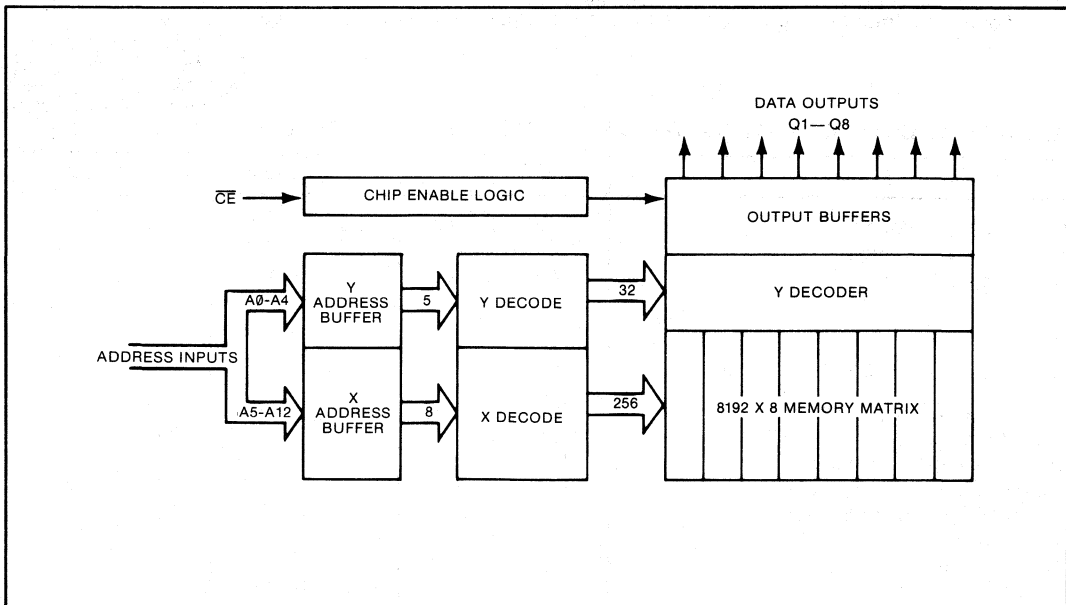 DATA OUTPUTS
Q1— Q8
C̅E̅
CHIP ENABLE LOGIC
OUTPUT BUFFERS
A0-A4
Y
ADDRESS
BUFFER
5
Y DECODE
32
Y DECODER
ADDRESS INPUTS
A5-A12
X
ADDRESS
BUFFER
8
X DECODE
256
8192 X 8 MEMORY MATRIX